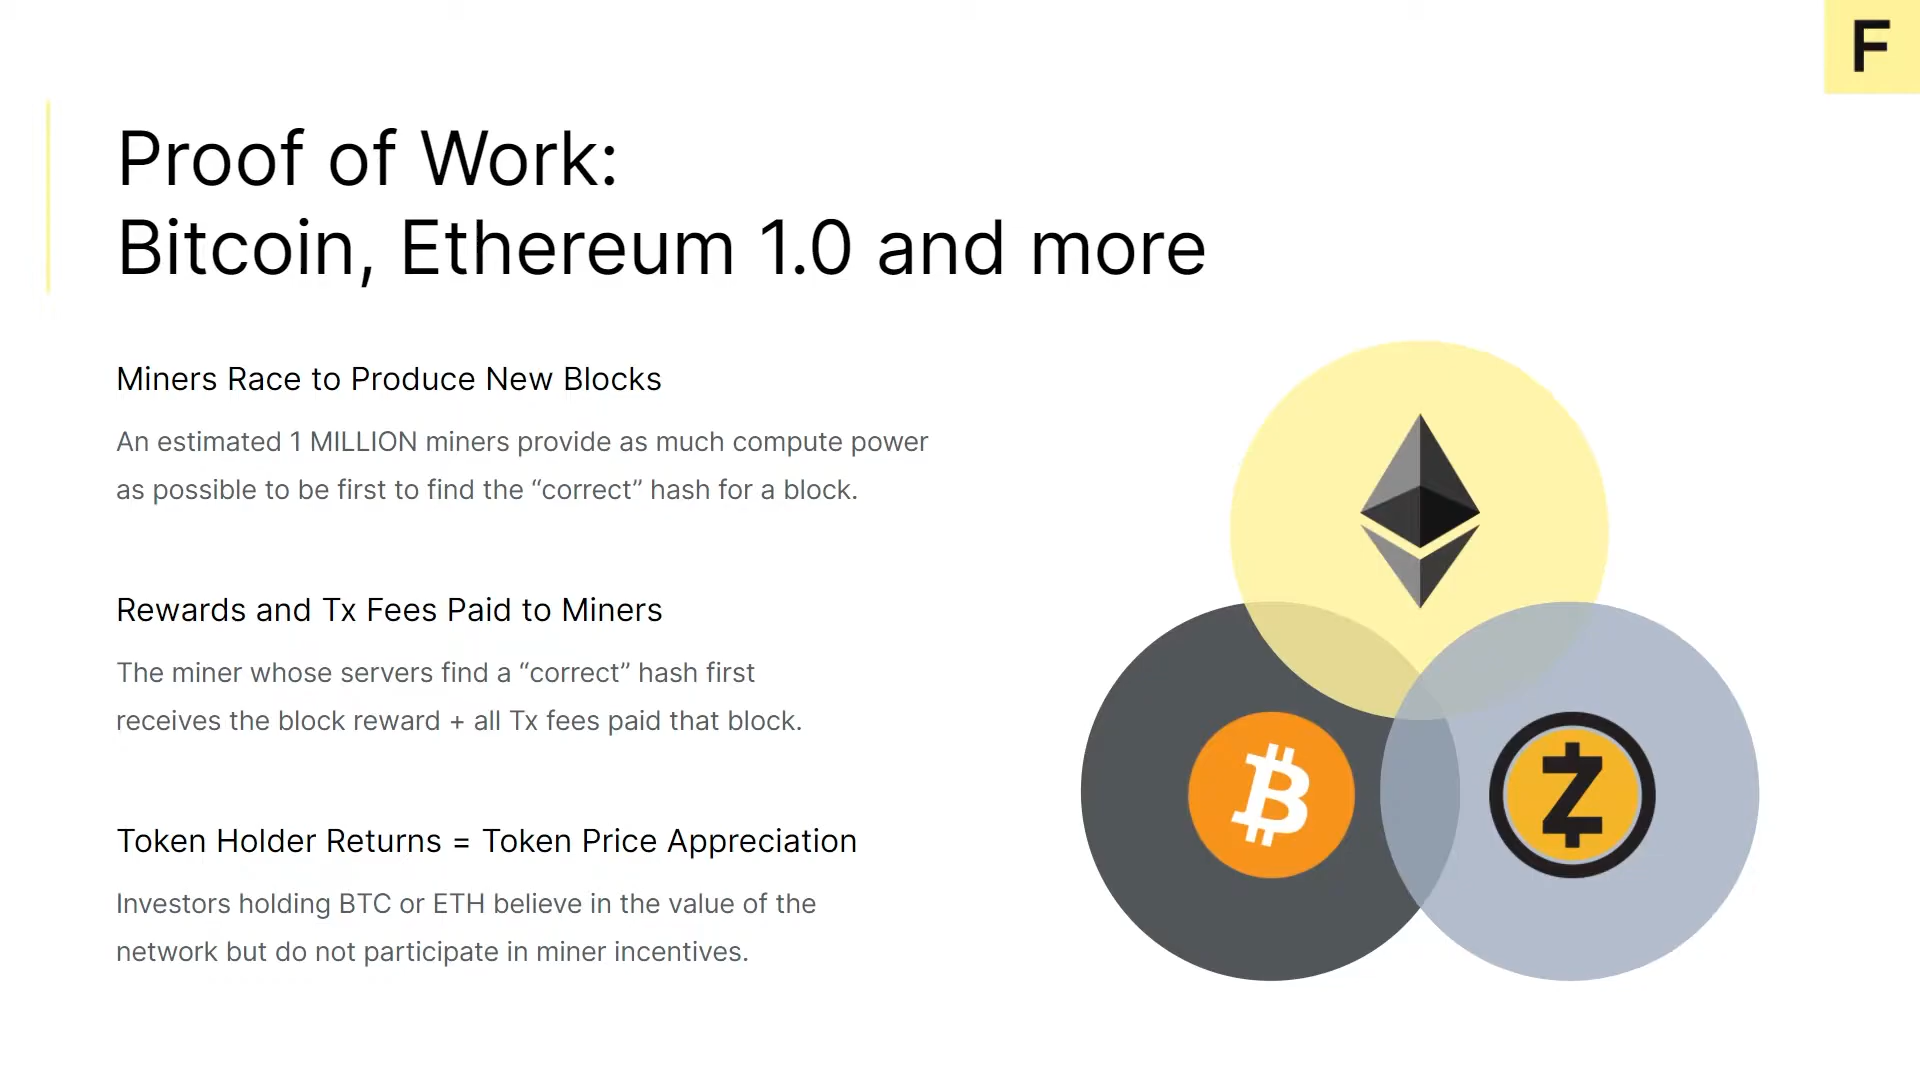 F
Proof of Work:
Bitcoin, Ethereum 1.0 and more
Miners Race to Produce New Blocks
An estimated 1 MILLION miners provide as much compute power
as possible to be first to find the “correct” hash for a block.
Rewards and Tx Fees Paid to Miners
The miner whose servers find a “correct” hash first
receives the block reward + all Tx fees paid that block.
Token Holder Returns = Token Price Appreciation
Investors holding BTC or ETH believe in the value of the
network but do not participate in miner incentives.